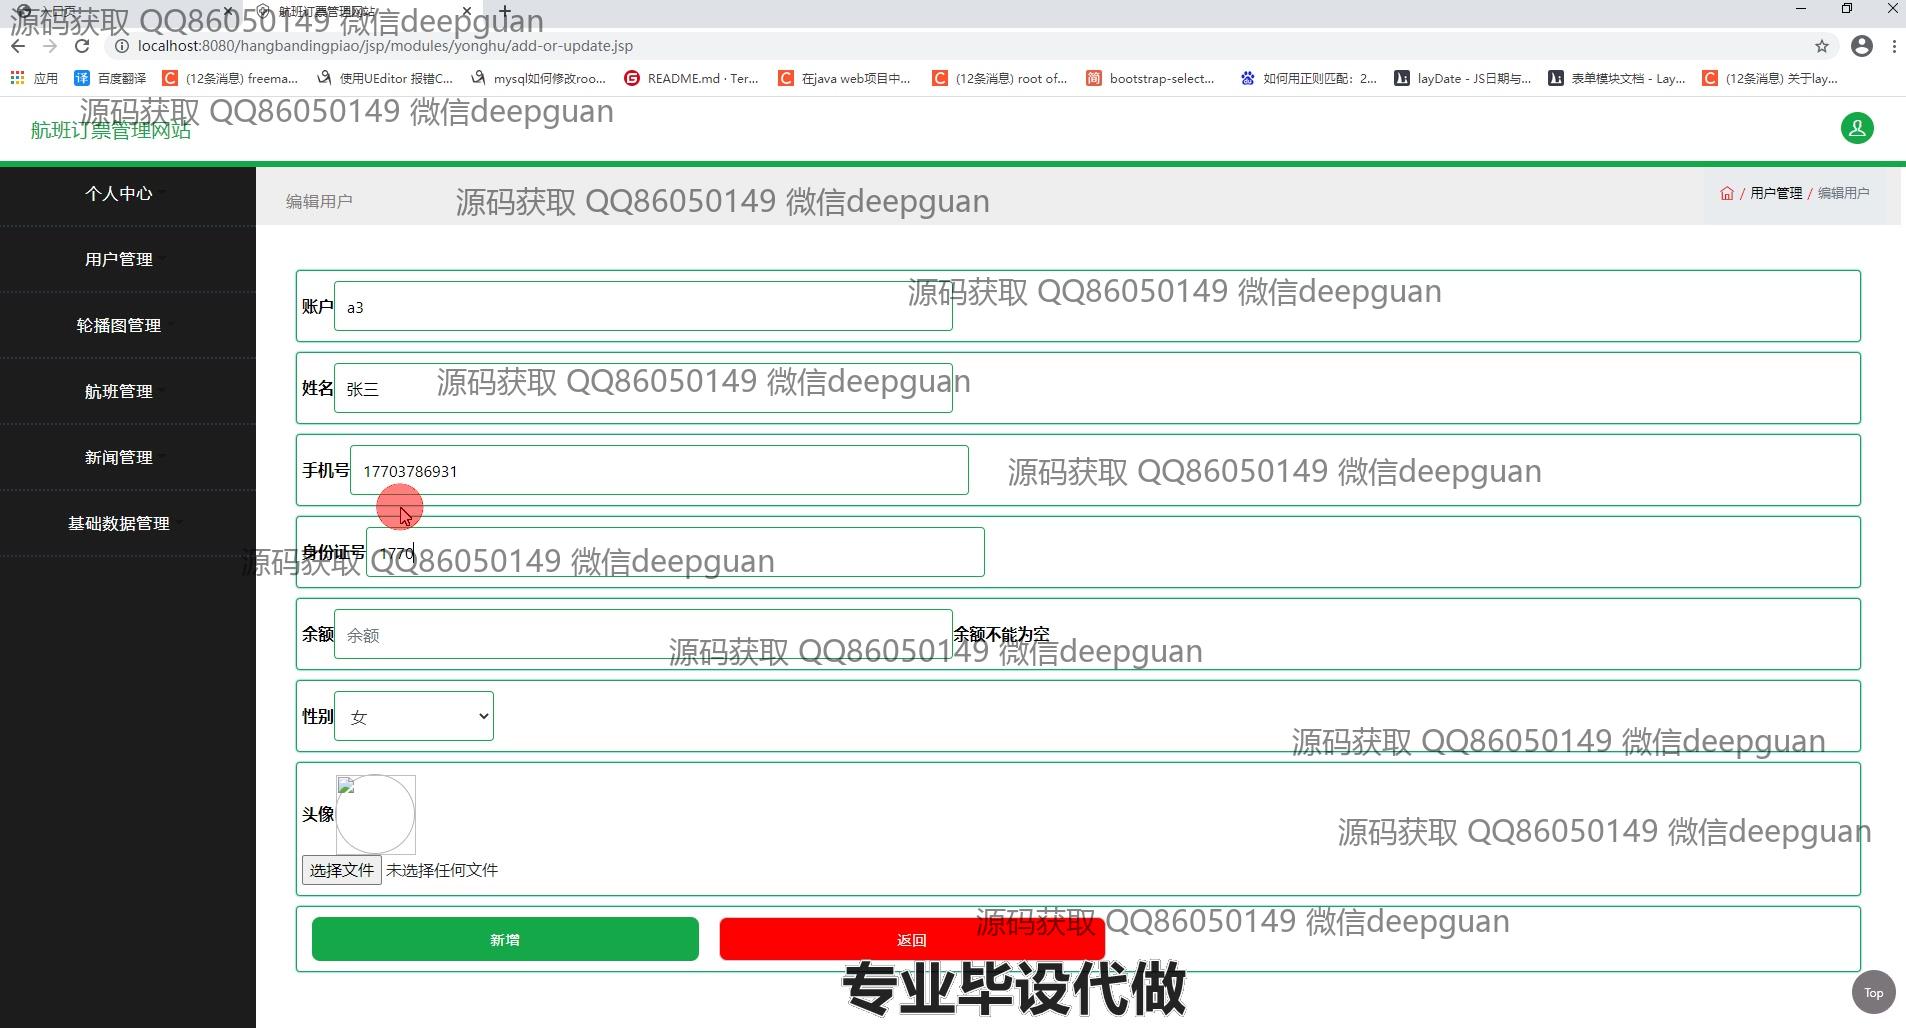 航班订票管理网站
源码获取 QQ86050149 微信deepguan
localhost:8080/hangbandingpiao/jsp/modules/yonghu/add-or-update.jsp
应用 百度翻译 (12条消息) freema... 使用UEditor 报错C... mysql如何修改roo... README.md · Ter... 在java web项目中... (12条消息) root of... bootstrap-select... 如何用正则匹配：2... layDate - JS日期与... 表单模块文档 - Lay... (12条消息) 关于lay...
源码获取 QQ86050149 微信deepguan
航班订票管理网站
个人中心
用户管理
轮播图管理
航班管理
新闻管理
基础数据管理
编辑用户
源码获取 QQ86050149 微信deepguan
/ 用户管理 / 编辑用户
账户 a3
源码获取 QQ86050149 微信deepguan
姓名 张三
源码获取 QQ86050149 微信deepguan
手机号 17703786931
源码获取 QQ86050149 微信deepguan
身份证号 1770
源码获取 QQ86050149 微信deepguan
余额 余额 余额不能为空
源码获取 QQ86050149 微信deepguan
性别 女
源码获取 QQ86050149 微信deepguan
头像
源码获取 QQ86050149 微信deepguan
选择文件 未选择任何文件
新增 返回
源码获取 QQ86050149 微信deepguan
专业毕设代做
Top